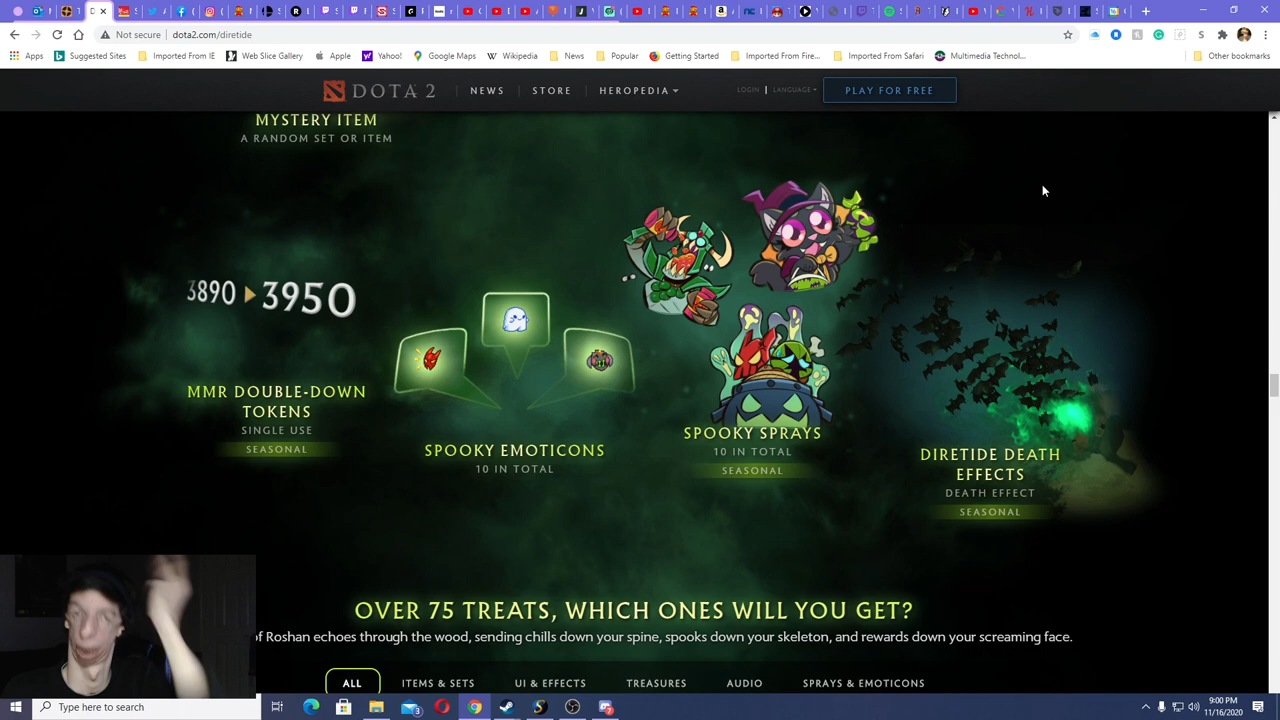 Not secure
dota2.com/diretide
Apps
Suggested Sites
Imported From IE
Web Slice Gallery
Apple
Yahoo!
Google Maps
Wikipedia
News
Popular
Getting Started
Imported From Fire...
Imported From Safari
Multimedia Technol...
Other bookmarks
DOTA 2
NEWS
STORE
HEROPEDIA
LOGIN
LANGUAGE
PLAY FOR FREE
MYSTERY ITEM
A RANDOM SET OR ITEM
3890 3950
MMR DOUBLE-DOWN
TOKENS
SINGLE USE
SEASONAL
SPOOKY EMOTICONS
10 IN TOTAL
SPOOKY SPRAYS
10 IN TOTAL
SEASONAL
DIRETIDE DEATH
EFFECTS
DEATH EFFECT
SEASONAL
OVER 75 TREATS, WHICH ONES WILL YOU GET?
of Roshan echoes through the wood, sending chills down your spine, spooks down your skeleton, and rewards down your screaming face.
ALL
ITEMS & SETS
UI & EFFECTS
TREASURES
AUDIO
SPRAYS & EMOTICONS
Type here to search
9:00 PM
11/16/2020